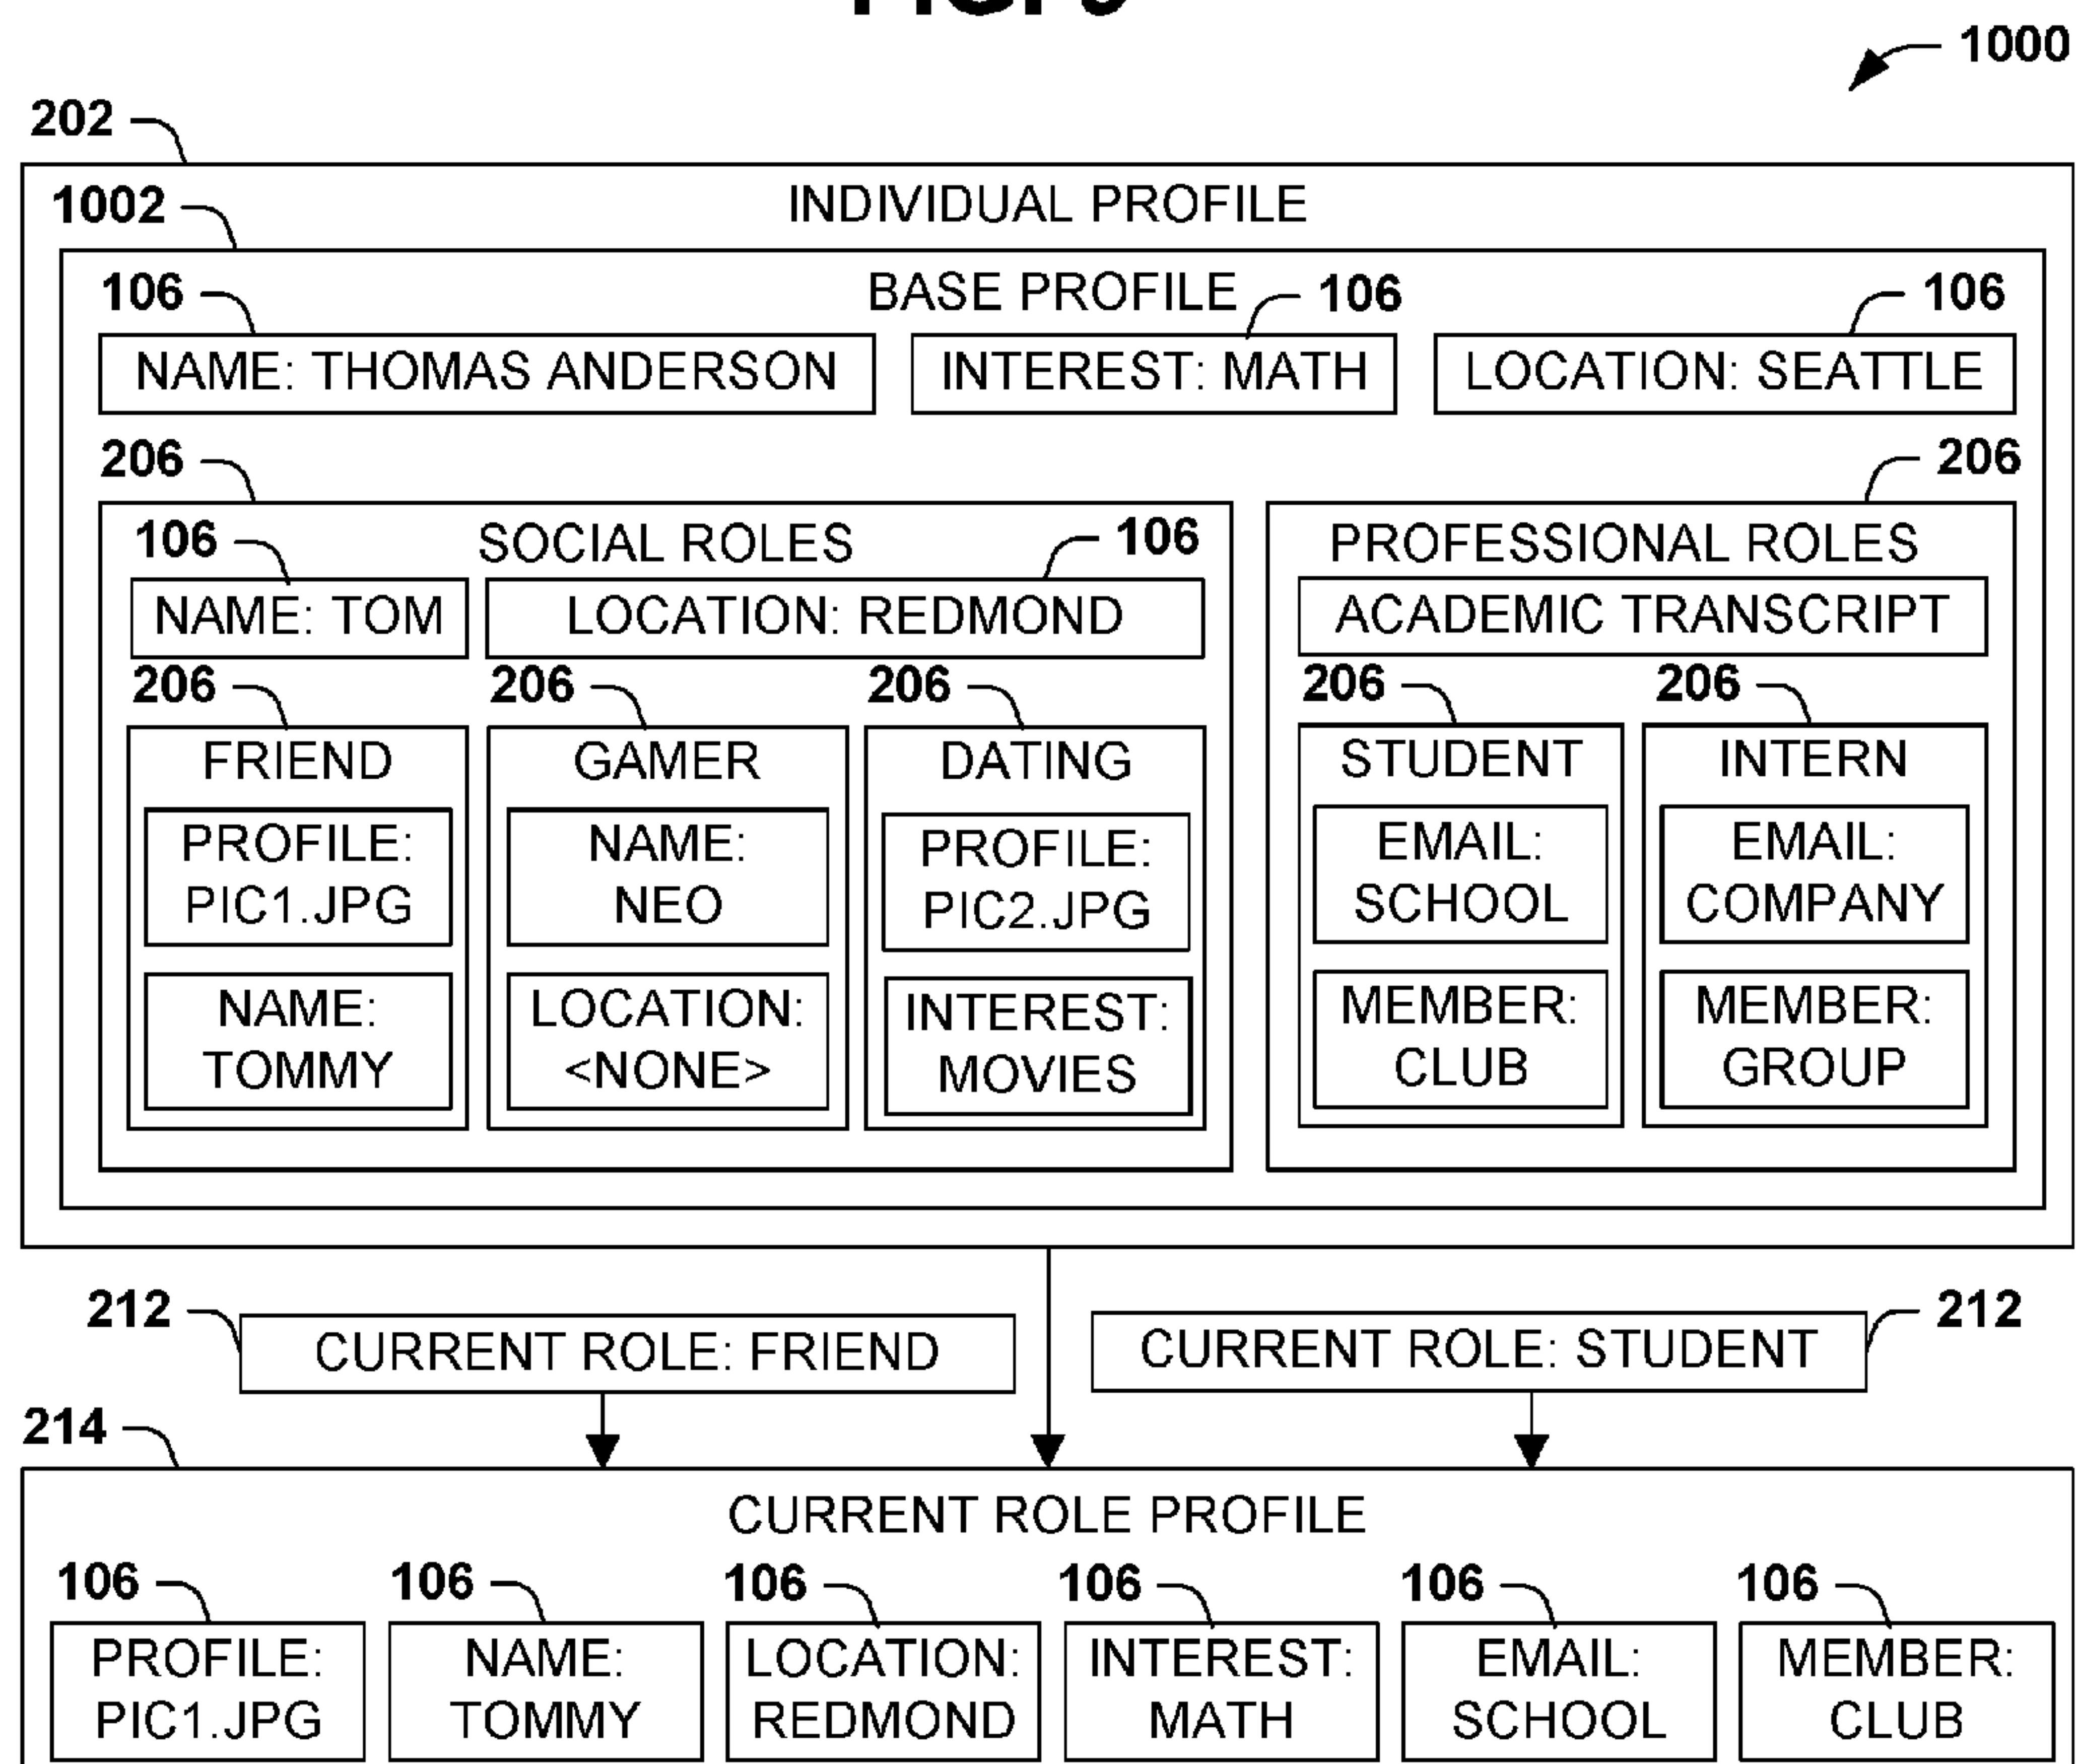 1000
202
INDIVIDUAL PROFILE
1002
BASE PROFILE
106 106 106
NAME: THOMAS ANDERSON INTEREST: MATH LOCATION: SEATTLE
206 206
SOCIAL ROLES PROFESSIONAL ROLES
106 106
NAME: TOM LOCATION: REDMOND ACADEMIC TRANSCRIPT
206 206 206 206 206
FRIEND GAMER DATING STUDENT INTERN
PROFILE: NAME: PROFILE: EMAIL: EMAIL:
PIC1.JPG NEO PIC2.JPG SCHOOL COMPANY
NAME: LOCATION: INTEREST: MEMBER: MEMBER:
TOMMY <NONE> MOVIES CLUB GROUP
212 212
CURRENT ROLE: FRIEND CURRENT ROLE: STUDENT
214
CURRENT ROLE PROFILE
106 106 106 106 106 106
PROFILE: NAME: LOCATION: INTEREST: EMAIL: MEMBER:
PIC1.JPG TOMMY REDMOND MATH SCHOOL CLUB